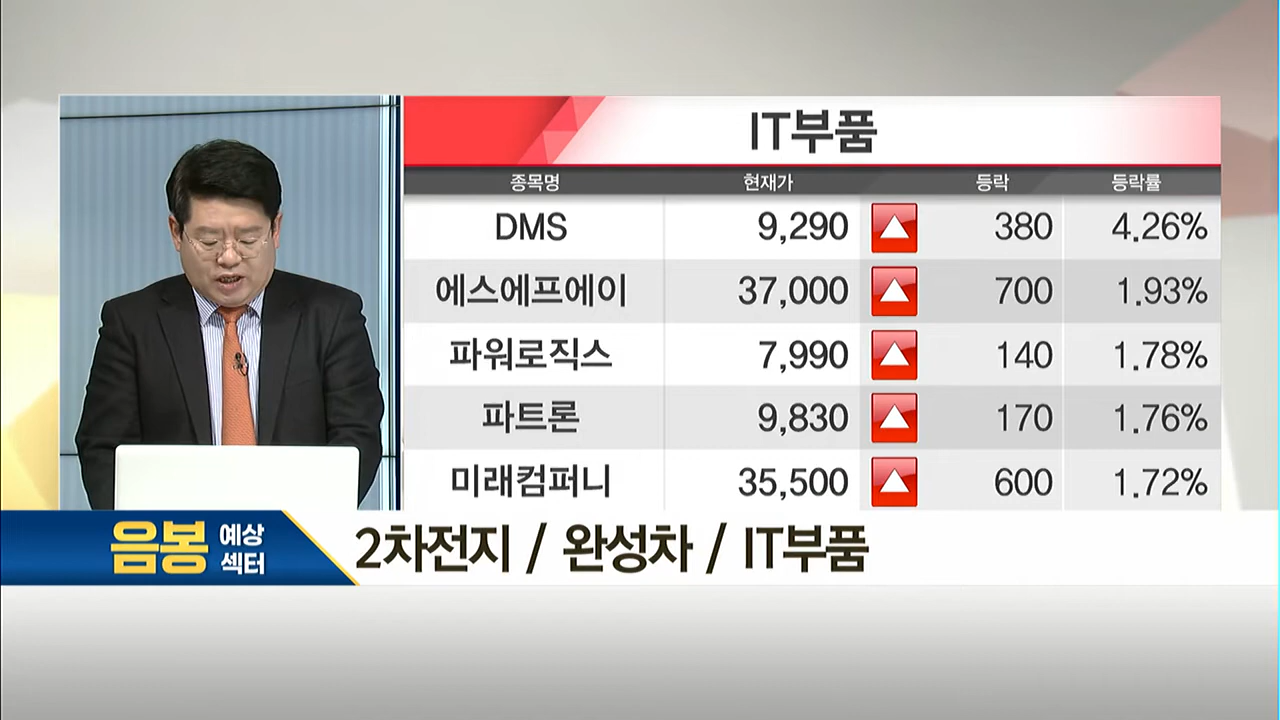 IT부품
종목명 현재가 등락 등락률
DMS 9,290 ▲ 380 4.26%
에스에프에이 37,000 ▲ 700 1.93%
파워로직스 7,990 ▲ 140 1.78%
파트론 9,830 ▲ 170 1.76%
미래컴퍼니 35,500 ▲ 600 1.72%
음봉 예상 섹터
2차전지 / 완성차 / IT부품